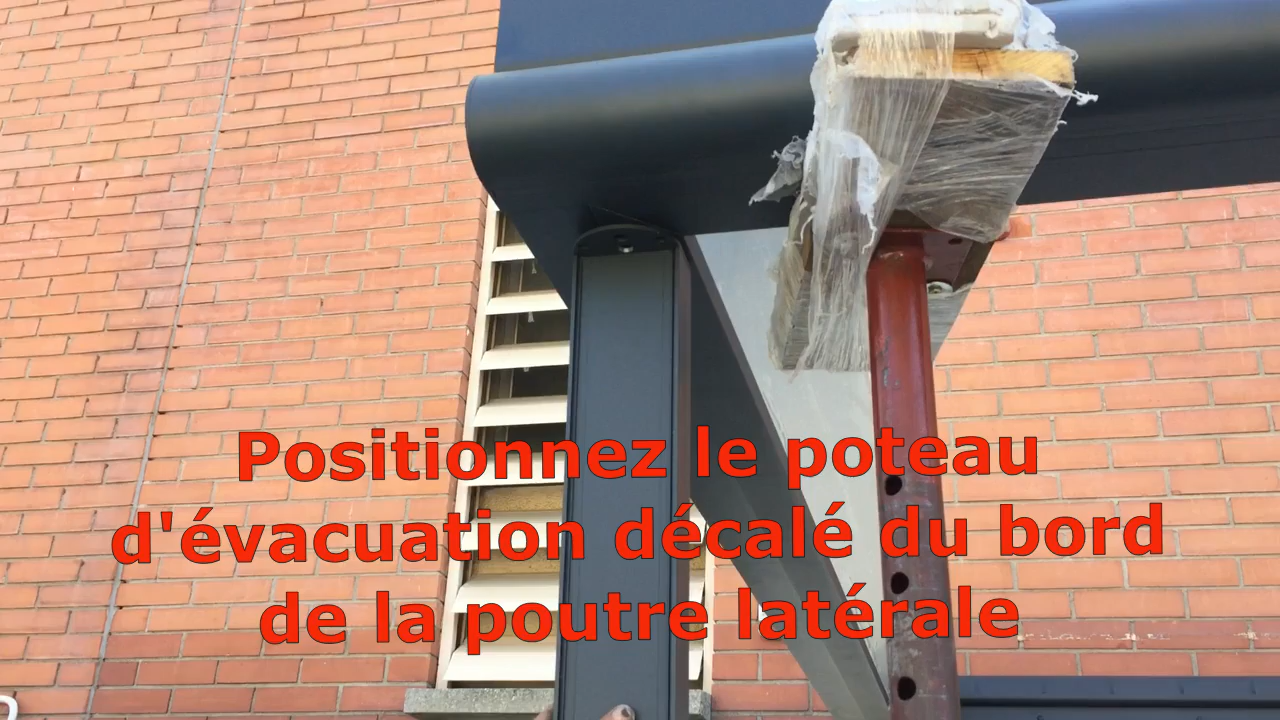 Positionnez le poteau
d'évacuation décalé du bord
de la poutre latérale